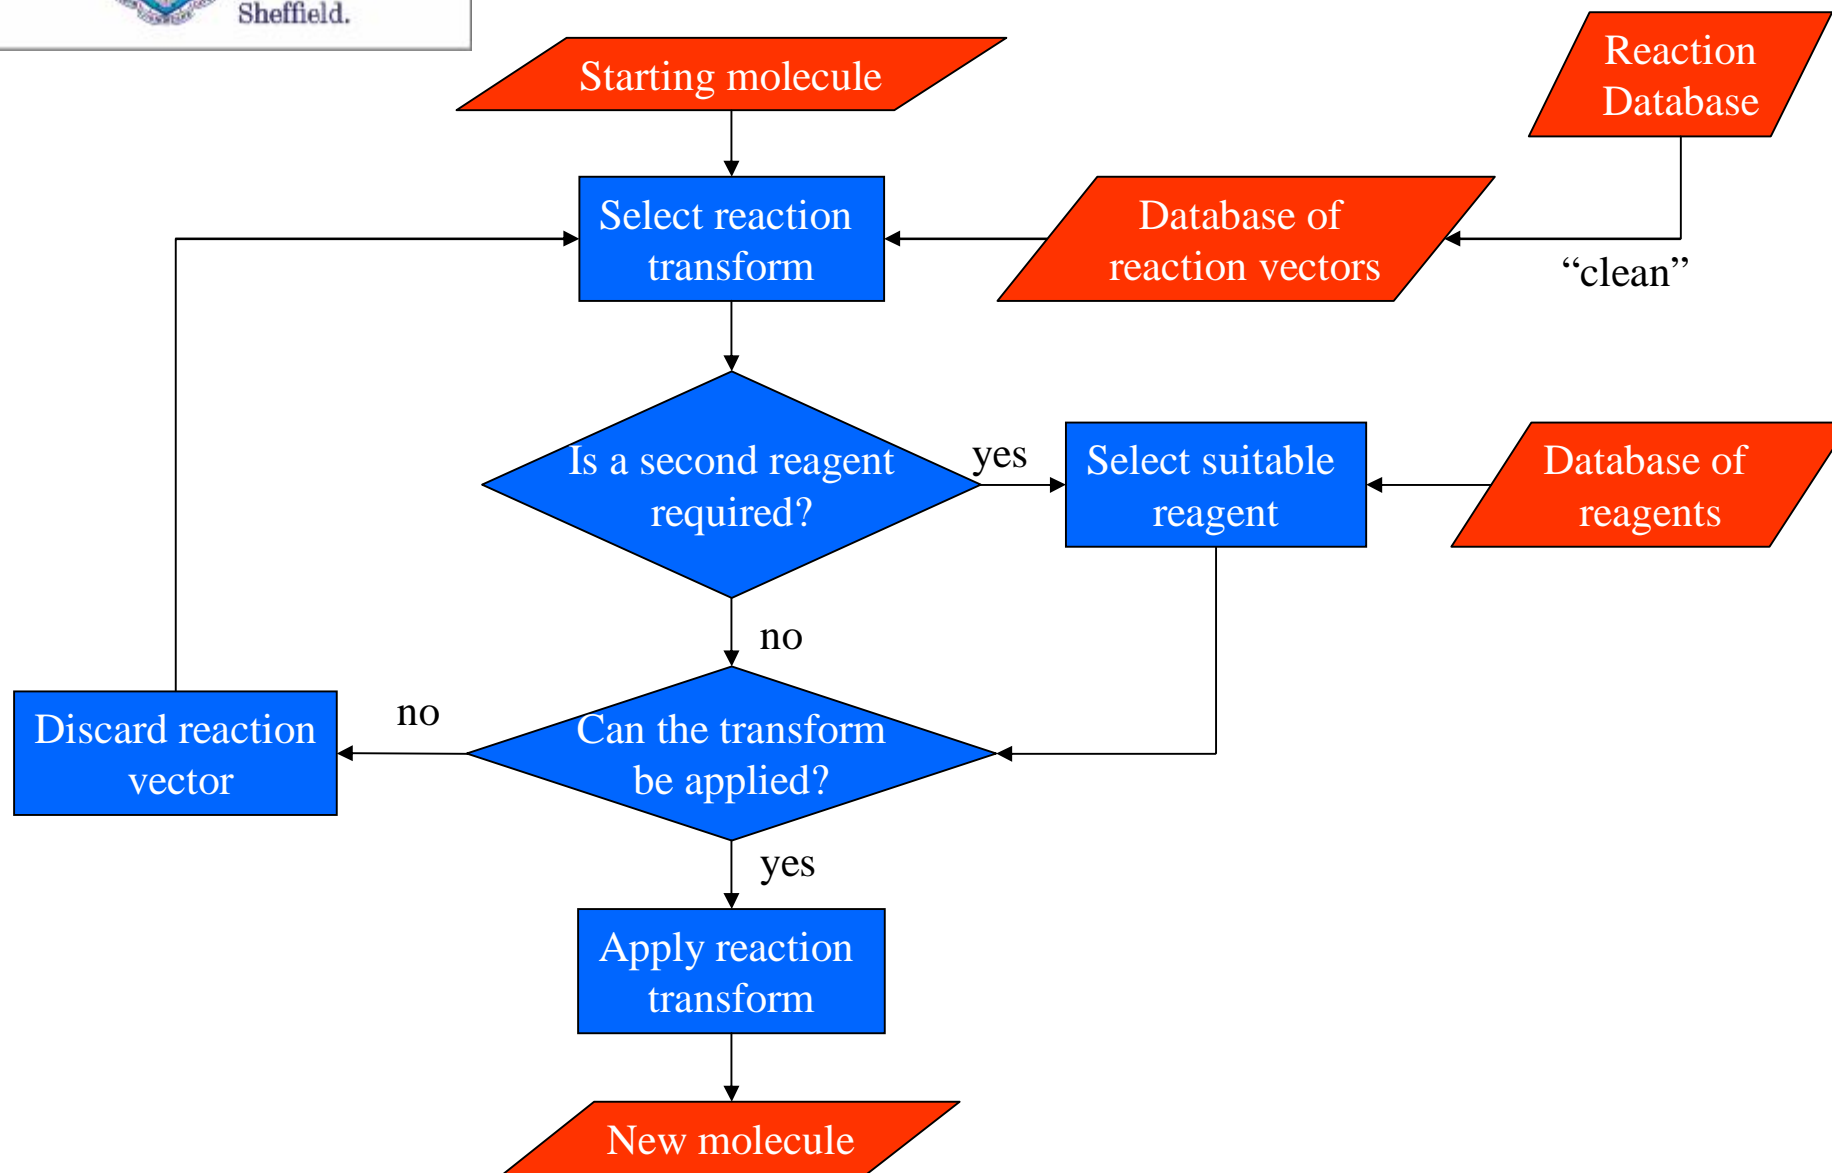 Sheffield.
Starting molecule
Reaction
Database
Select reaction
transform
Database of
reaction vectors
“clean”
Is a second reagent
required?
yes
Select suitable
reagent
Database of
reagents
no
Discard reaction
vector
no
Can the transform
be applied?
yes
Apply reaction
transform
New molecule